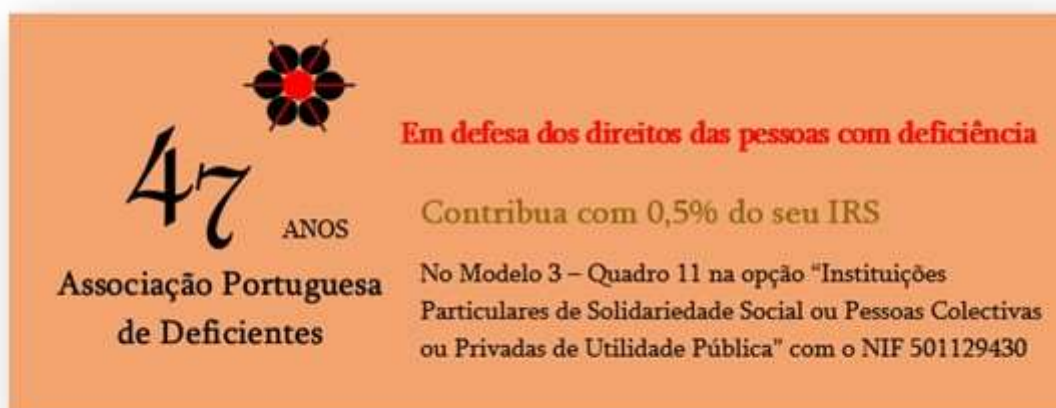 47 ANOS
Associação Portuguesa
de Deficientes
Em defesa dos direitos das pessoas com deficiência
Contribua com 0,5% do seu IRS
No Modelo 3 – Quadro 11 na opção “Instituições
Particulares de Solidariedade Social ou Pessoas Colectivas
ou Privadas de Utilidade Pública” com o NIF 501129430